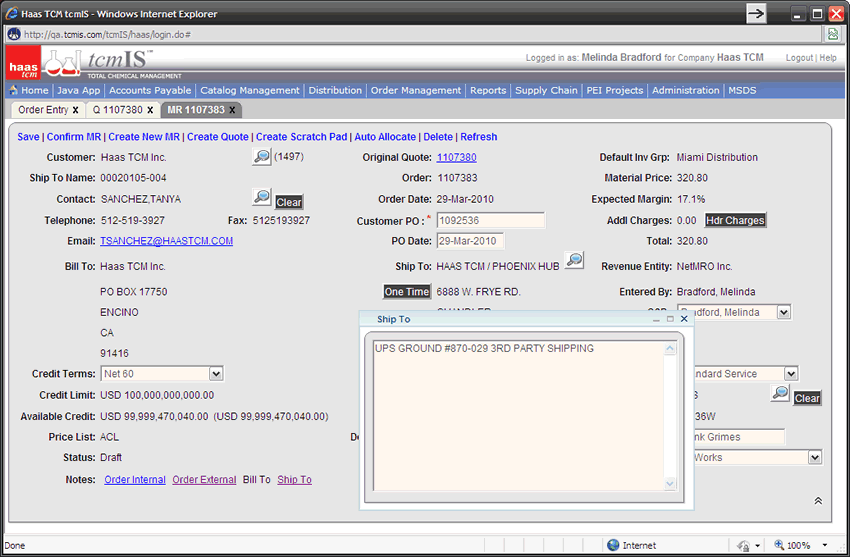 Haas TCM tcmIS - Windows Internet Explorer
http://qa.tcmis.com/tcmIS/haas/login.do#
haas tcm
tcmIS™
TOTAL CHEMICAL MANAGEMENT
Logged in as: Melinda Bradford for Company Haas TCM Logout | Help
Home | Java App | Accounts Payable | Catalog Management | Distribution | Order Management | Reports | Supply Chain | PEI Projects | Administration | MSDS
Order Entry x Q 1107380 x MR 1107383 x
Save | Confirm MR | Create New MR | Create Quote | Create Scratch Pad | Auto Allocate | Delete | Refresh
Customer: Haas TCM Inc. (1497) Original Quote: 1107380 Default Inv Grp: Miami Distribution
Ship To Name: 00020105-004 Order: 1107383 Material Price: 320.80
Contact: SANCHEZ,TANYA Clear Order Date: 29-Mar-2010 Expected Margin: 17.1%
Telephone: 512-519-3927 Fax: 5125193927 Customer PO : * 1092536 Addl Charges: 0.00 Hdr Charges
Email: TSANCHEZ@HAASTCM.COM PO Date: 29-Mar-2010 Total: 320.80
Bill To: Haas TCM Inc. Ship To: HAAS TCM / PHOENIX HUB Revenue Entity: NetMRO Inc.
PO BOX 17750 One Time 6888 W. FRYE RD. Entered By: Bradford, Melinda
ENCINO Bradford, Melinda
CA
91416
Ship To
UPS GROUND #870-029 3RD PARTY SHIPPING
Credit Terms: Net 60 ndard Service
Credit Limit: USD 100,000,000,000.00 S Clear
Available Credit: USD 99,999,470,040.00 (USD 99,999,470,040.00) 36W
Price List: ACL De nk Grimes
Status: Draft Works
Notes: Order Internal Order External Bill To Ship To
Done Internet 100%